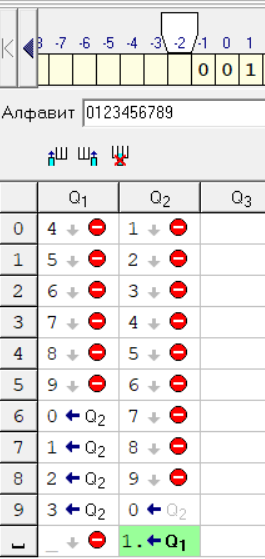 -8 -7 -6 -5 -4 -3 -2 -1 0 1
0 0 1
Алфавит 0123456789
Ш Ш Ш
Q1 Q2 Q3
0 4 1
1 5 2
2 6 3
3 7 4
4 8 5
5 9 6
6 0 ← Q2 7
7 1 ← Q2 8
8 2 ← Q2 9
9 3 ← Q2 0 ← Q2
_ _ 1.← Q1